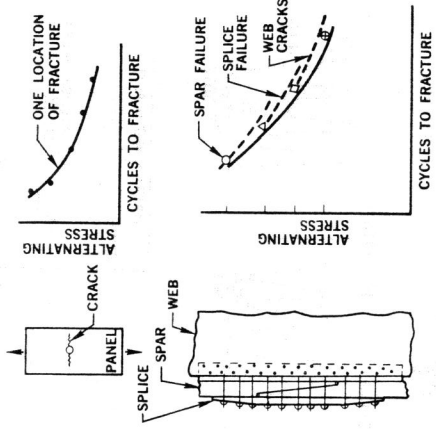 CRACK
PANEL
ALTERNATING
STRESS
ONE LOCATION
OF FRACTURE
CYCLES TO FRACTURE
SPLICE
SPAR
WEB
ALTERNATING
STRESS
SPAR FAILURE
SPLICE
FAILURE
WEB
CRACKS
CYCLES TO FRACTURE